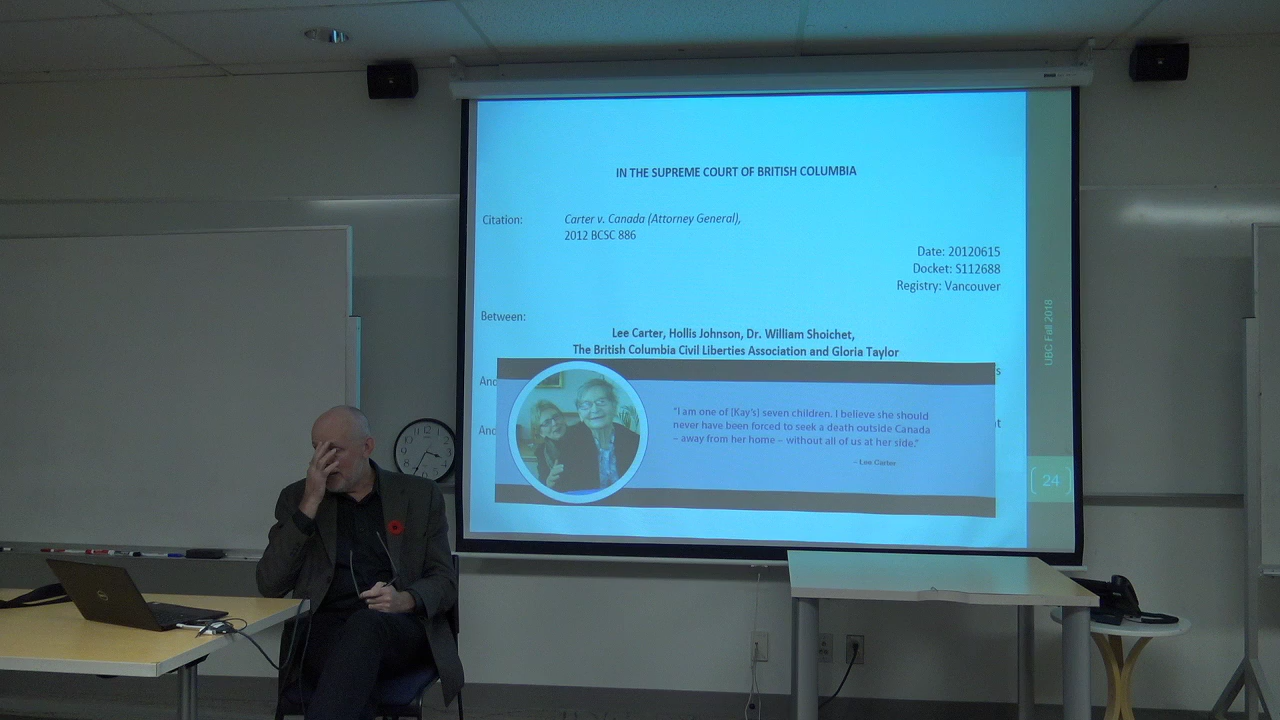 IN THE SUPREME COURT OF BRITISH COLUMBIA
Citation: Carter v. Canada (Attorney General),
2012 BCSC 886
Date: 20120615
Docket: S112688
Registry: Vancouver
Between:
Lee Carter, Hollis Johnson, Dr. William Shoichet,
The British Columbia Civil Liberties Association and Gloria Taylor
And
And
"I am one of [Kay's] seven children. I believe she should
never have been forced to seek a death outside Canada
– away from her home – without all of us at her side."
– Lee Carter
UBC Fall 2018
24
DELL